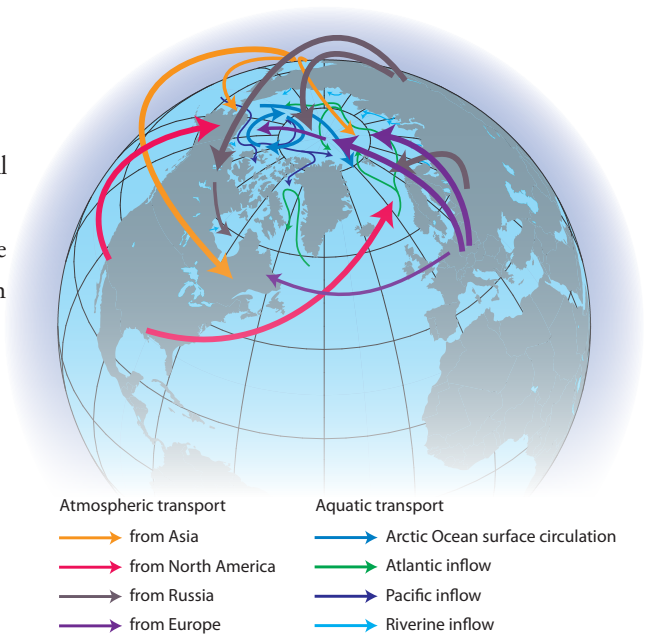 l
e
n
Atmospheric transport
from Asia
from North America
from Russia
from Europe
Aquatic transport
Arctic Ocean surface circulation
Atlantic inflow
Pacific inflow
Riverine inflow